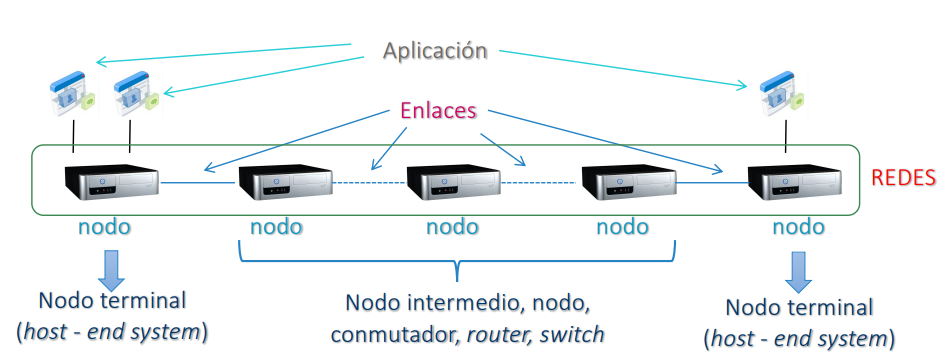 Aplicación
Enlaces
REDES
nodo
nodo
nodo
nodo
nodo
Nodo terminal
(host - end system)
Nodo intermedio, nodo,
conmutador, router, switch
Nodo terminal
(host - end system)